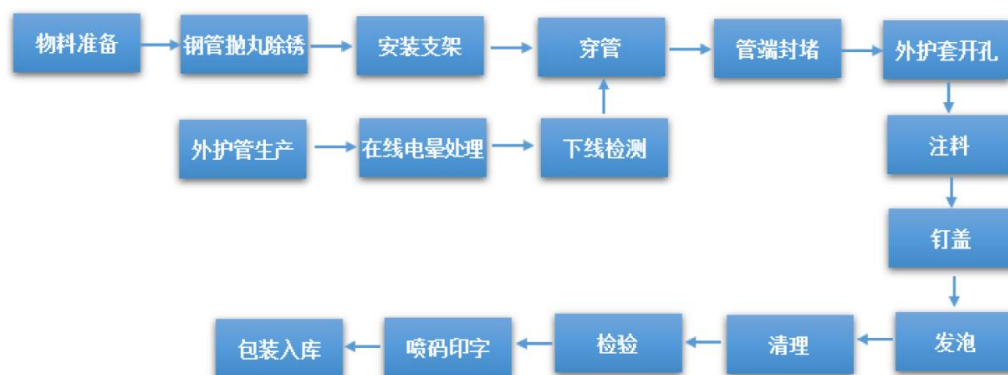 物料准备
钢管抛丸除锈
安装支架
穿管
管端封堵
外护套开孔
外护管生产
在线电晕处理
下线检测
注料
钉盖
包装入库
喷码印字
检验
清理
发泡